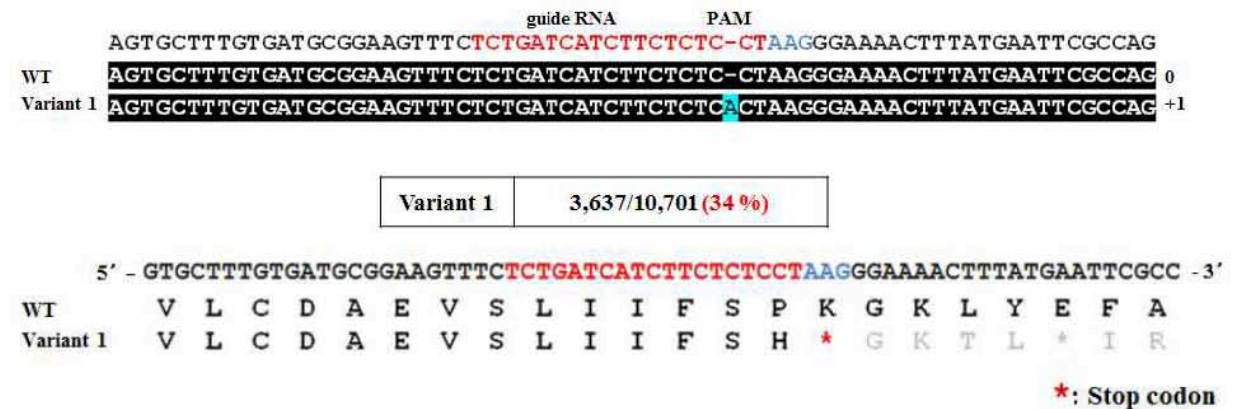 guide RNA PAM
AGTGCTTTGTGATGCGGAAGTTTCTCTGATCATCTTCTCTC-CTAAGGGAAAACTTTATGAATTCGCCAG
WT AGTGCTTTGTGATGCGGAAGTTTCTCTGATCATCTTCTCTC-CTAAGGGAAAACTTTATGAATTCGCCAG 0
Variant 1 AGTGCTTTGTGATGCGGAAGTTTCTCTGATCATCTTCTCTCACTAAGGGAAAACTTTATGAATTCGCCAG +1
Variant 1 3,637/10,701 (34 %)
5′ - GTGCTTTGTGATGCGGAAGTTTCTCTGATCATCTTCTCTCCTAAGGGAAAACTTTATGAATTCGCC - 3′
WT V L C D A E V S L I I F S P K G K L Y E F A
Variant 1 V L C D A E V S L I I F S H * G K T L * I R
*: Stop codon